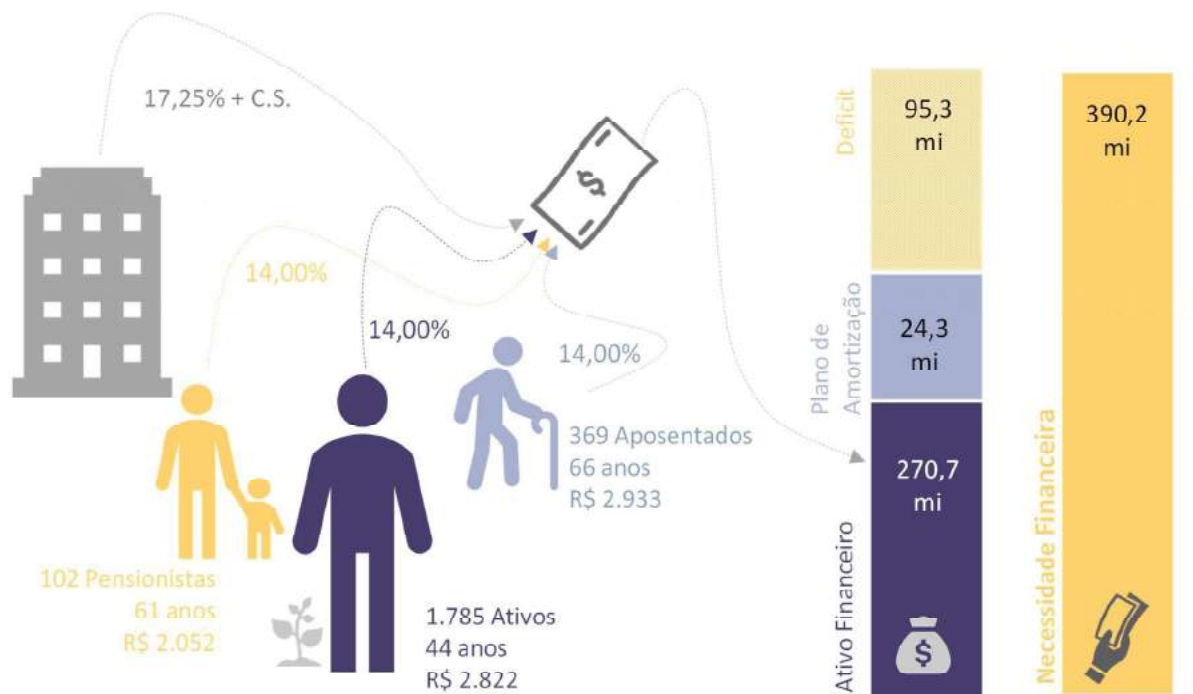 17,25% + C.S.
14,00%
14,00%
14,00%
$
102 Pensionistas
61 anos
R$ 2.052
1.785 Ativos
44 anos
R$ 2.822
369 Aposentados
66 anos
R$ 2.933
Deficit
95,3
mi
Plano de
Amortização
24,3
mi
Ativo Financeiro
270,7
mi
$
Necessidade Financeira
390,2
mi